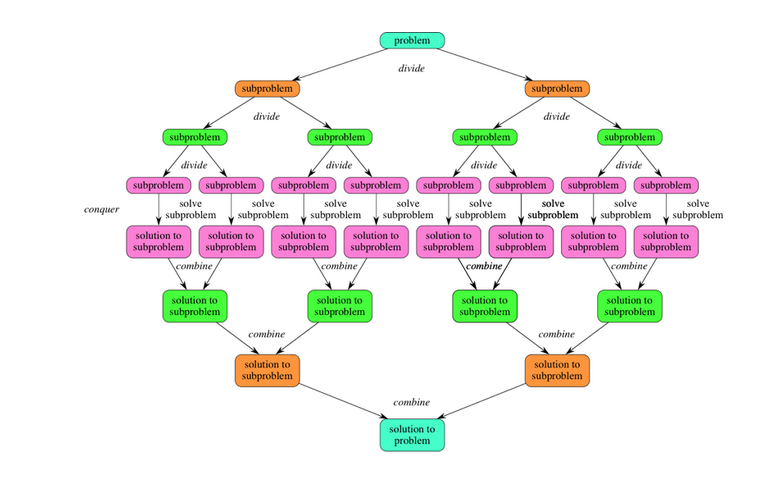 problem
divide
subproblem subproblem
divide divide
subproblem subproblem subproblem subproblem
divide divide divide divide
subproblem subproblem subproblem subproblem subproblem subproblem subproblem subproblem
conquer
solve solve solve solve solve solve solve solve
subproblem subproblem subproblem subproblem subproblem subproblem subproblem subproblem
solution to solution to solution to solution to solution to solution to solution to solution to
subproblem subproblem subproblem subproblem subproblem subproblem subproblem subproblem
combine combine combine combine
solution to solution to solution to solution to
subproblem subproblem subproblem subproblem
combine combine
solution to solution to
subproblem subproblem
combine
solution to
problem